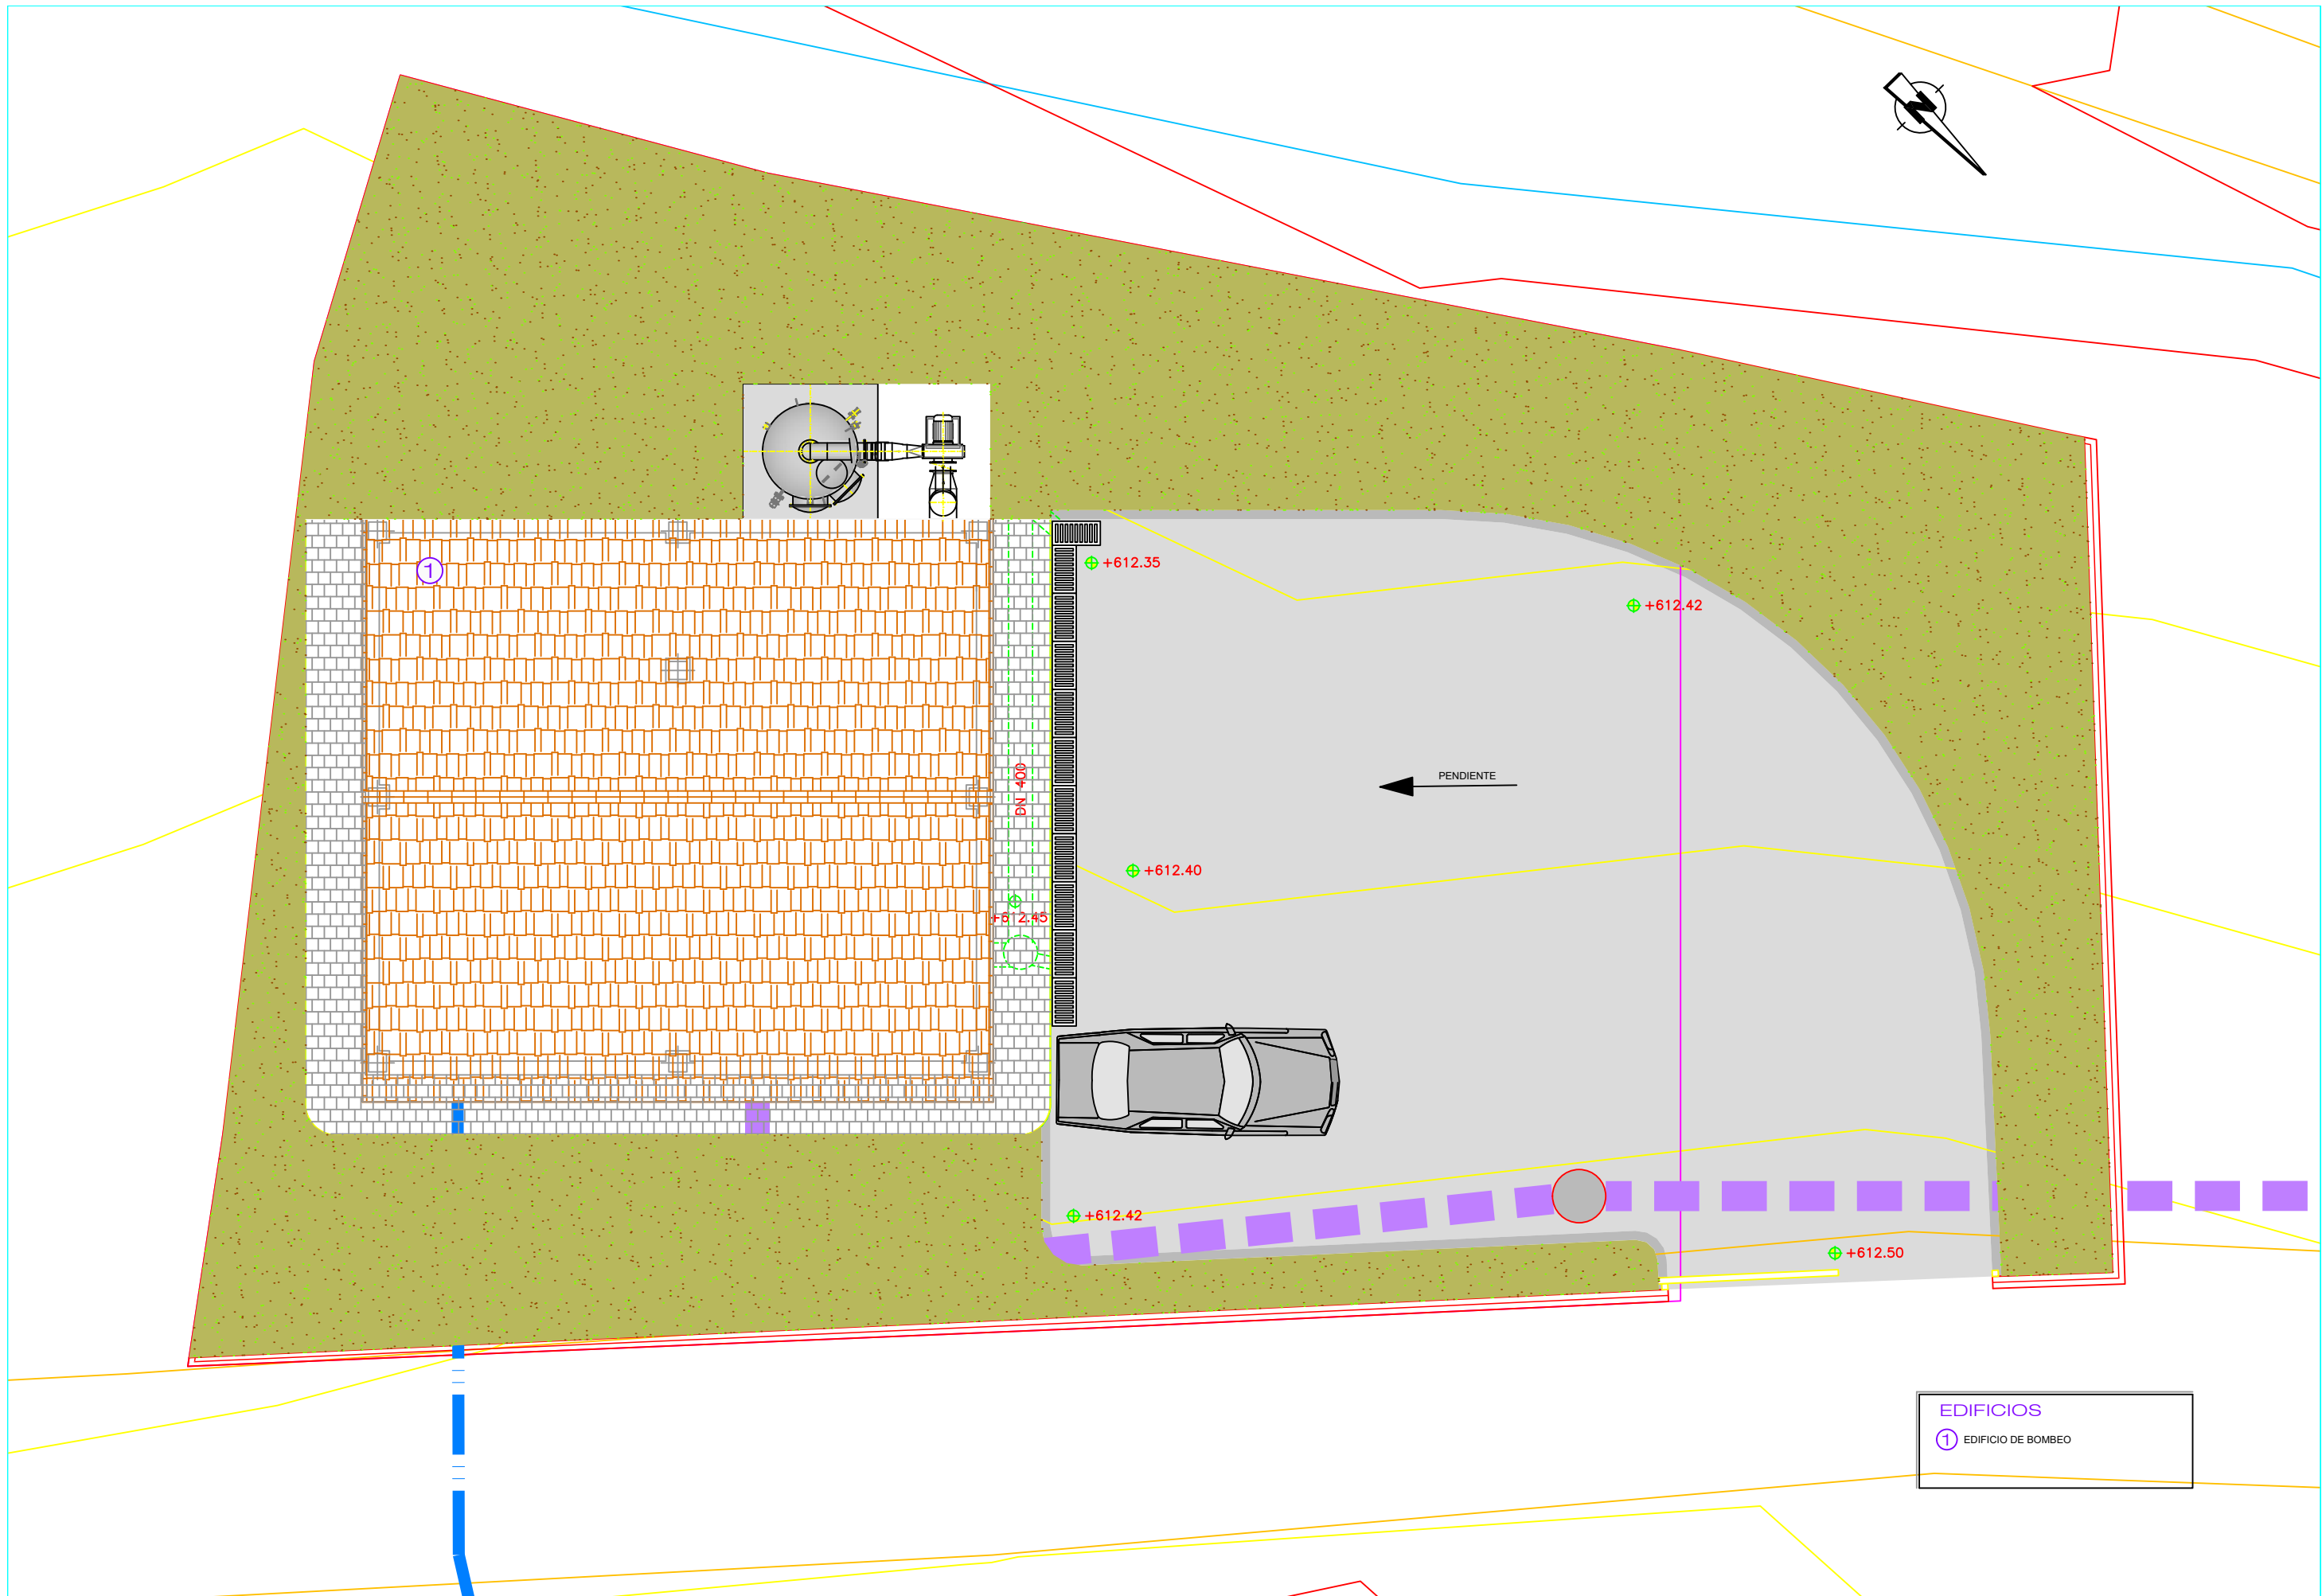 N
+612.35
+612.42
1
PENDIENTE
DN 400
+612.40
+612.45
+612.42
+612.50
EDIFICIOS
1 EDIFICIO DE BOMBEO